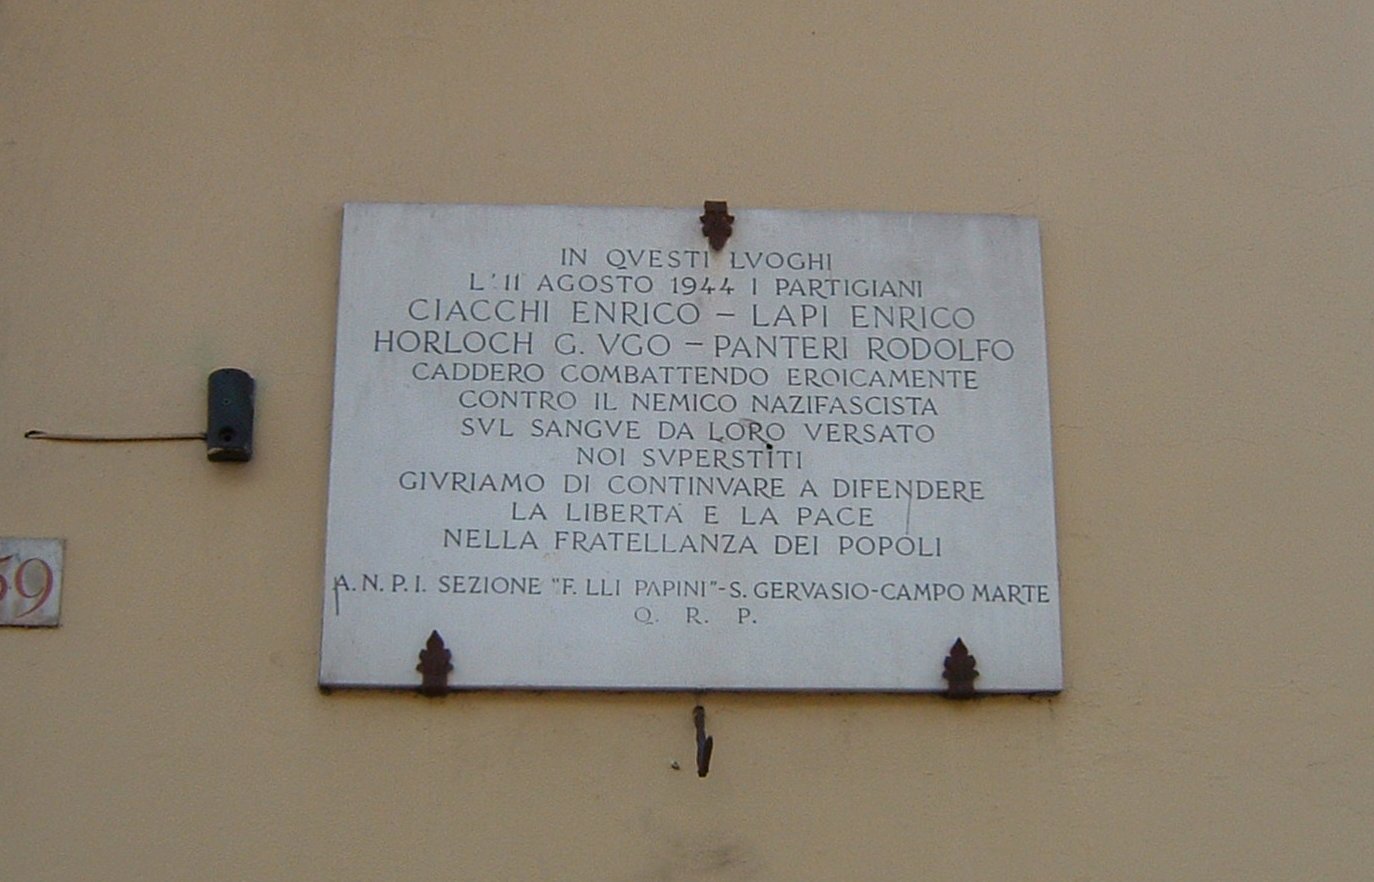 IN QVESTI LVOGHI
L'11 AGOSTO 1944 I PARTIGIANI
CIACCHI ENRICO – LAPI ENRICO
HORLOCH G. VGO – PANTERI RODOLFO
CADDERO COMBATTENDO EROICAMENTE
CONTRO IL NEMICO NAZIFASCISTA
SVL SANGVE DA LORO VERSATO
NOI SVPERSTITI
GIVRIAMO DI CONTINVARE A DIFENDERE
LA LIBERTÀ E LA PACE
NELLA FRATELLANZA DEI POPOLI
A.N.P.I. SEZIONE "F.LLI PAPINI"-S. GERVASIO-CAMPO MARTE
Q. R. P.
59